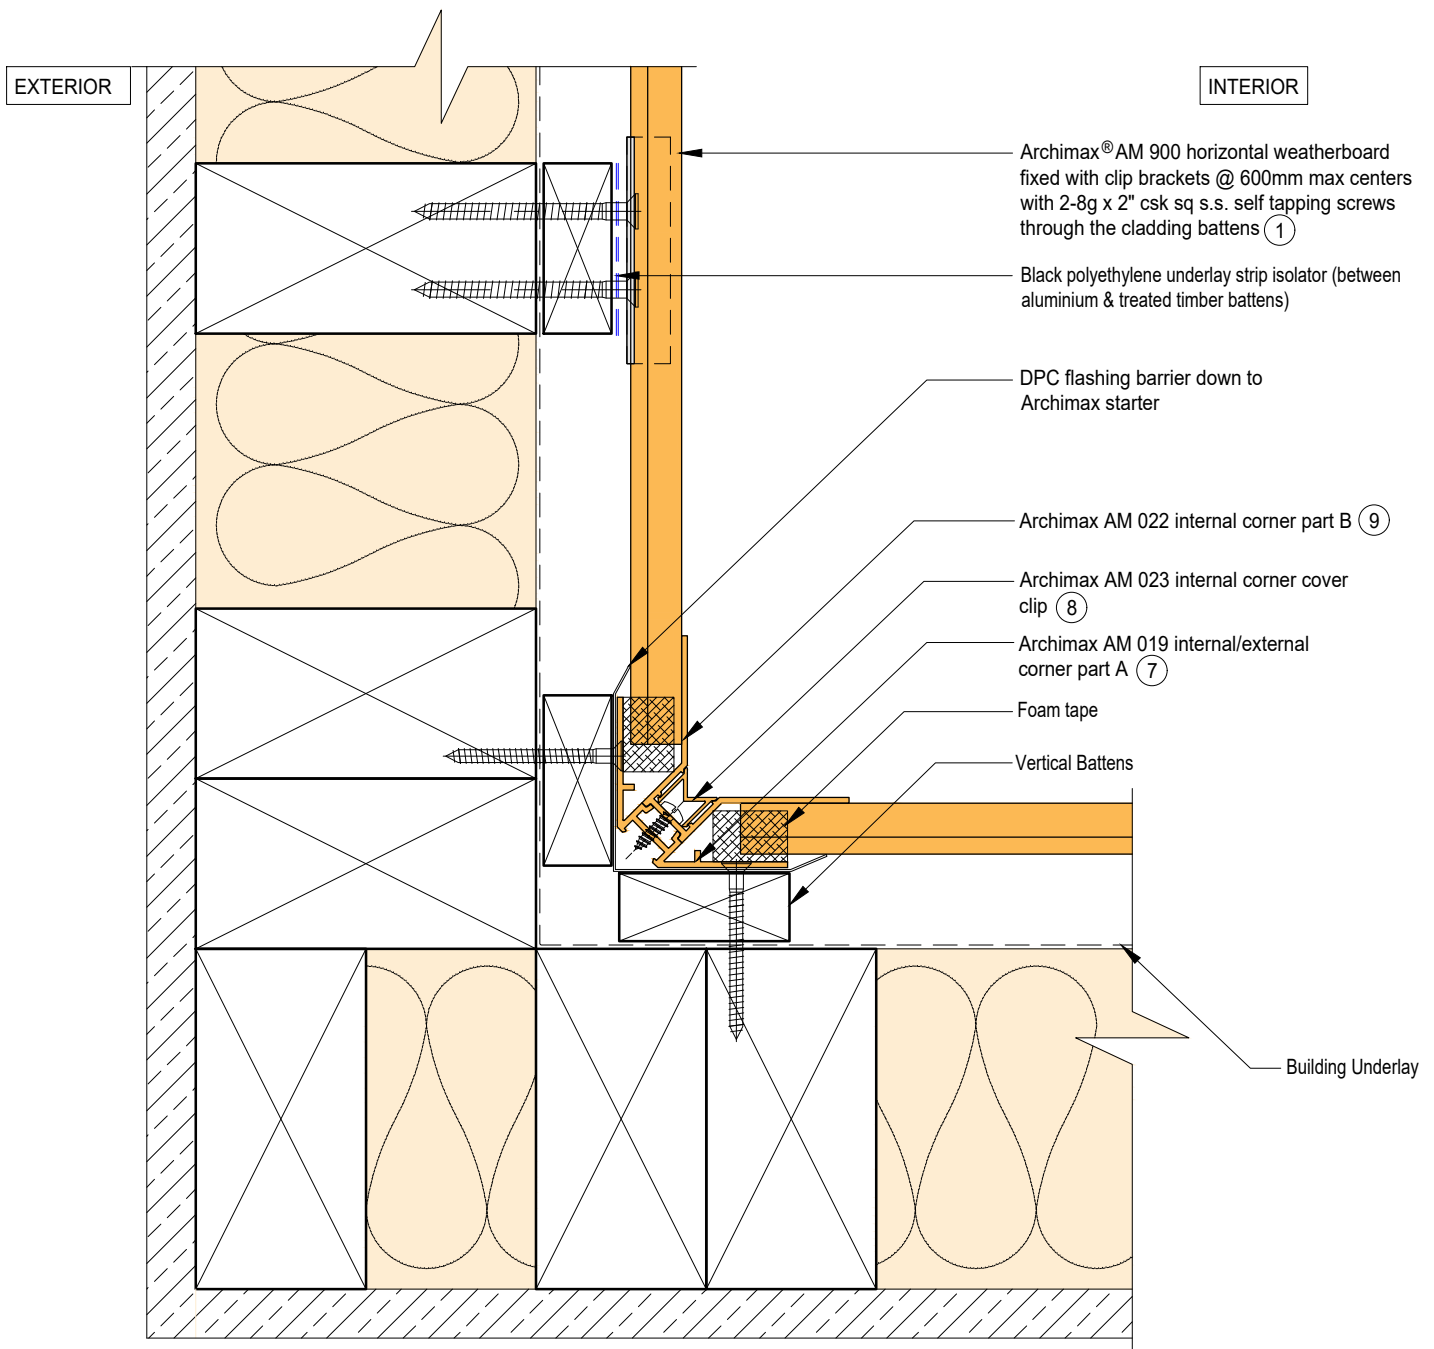 EXTERIOR
INTERIOR
Archimax® AM 900 horizontal weatherboard
fixed with clip brackets @ 600mm max centers
with 2-8g x 2" csk sq s.s. self tapping screws
through the cladding battens 1
Black polyethylene underlay strip isolator (between
aluminium & treated timber battens)
DPC flashing barrier down to
Archimax starter
Archimax AM 022 internal corner part B 9
Archimax AM 023 internal corner cover
clip 8
Archimax AM 019 internal/external
corner part A 7
Foam tape
Vertical Battens
Building Underlay